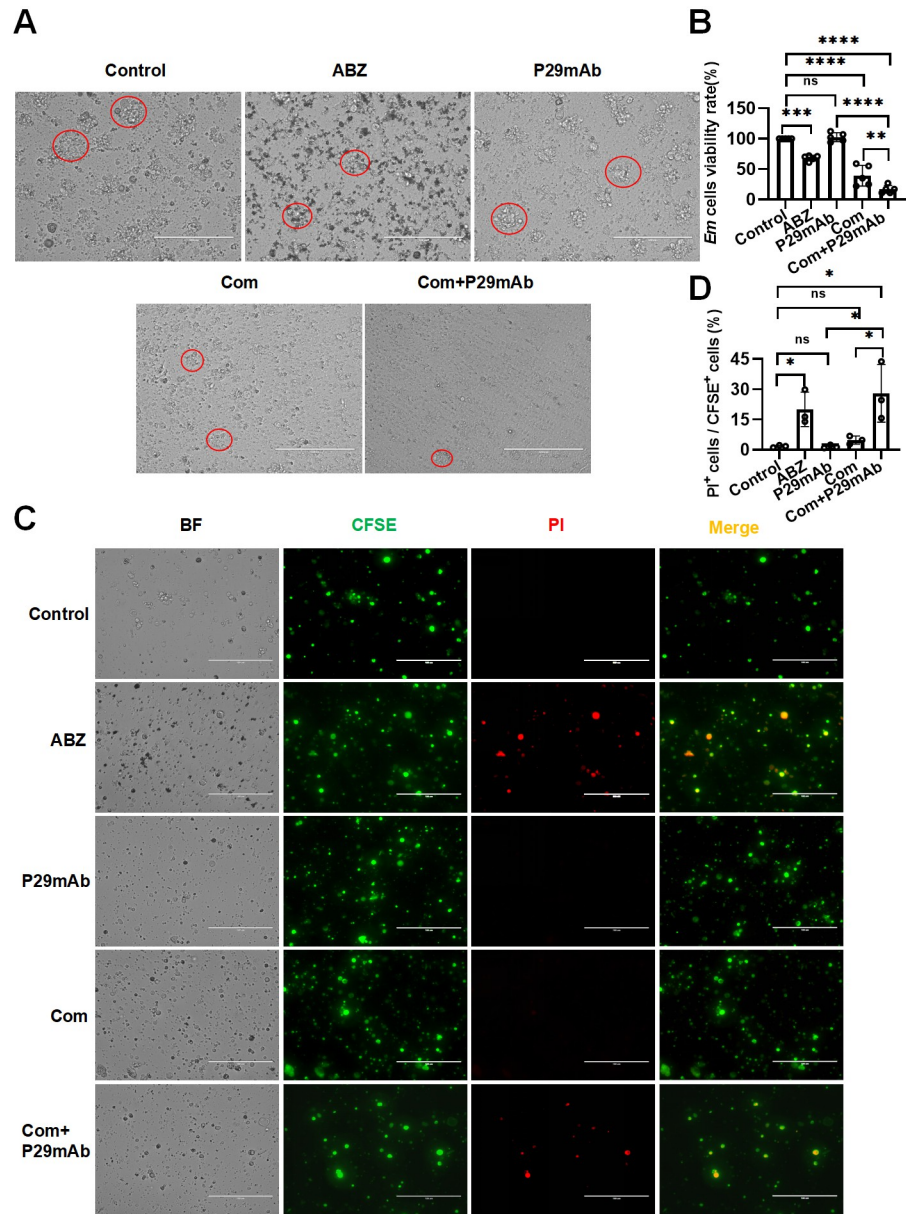 A
Control
ABZ
P29mAb
Com
Com+P29mAb
B
Em cells viability rate(%)
150
100
50
0
****
****
ns
****
***
**
Control
ABZ
P29mAb
Com
Com+P29mAb
D
PI+ cells / CFSE+ cells (%)
45
30
15
0
*
ns
*
ns
*
*
Control
ABZ
P29mAb
Com
Com+P29mAb
C
BF
CFSE
PI
Merge
Control
ABZ
P29mAb
Com
Com+
P29mAb